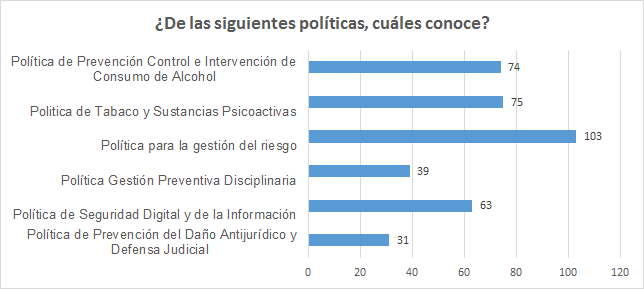 ¿De las siguientes políticas, cuáles conoce?
Política de Prevención Control e Intervención de
Consumo de Alcohol
74
Politica de Tabaco y Sustancias Psicoactivas
75
Política para la gestión del riesgo
103
Política Gestión Preventiva Disciplinaria
39
Política de Seguridad Digital y de la Información
63
Política de Prevención del Daño Antijurídico y
Defensa Judicial
31
0 20 40 60 80 100 120